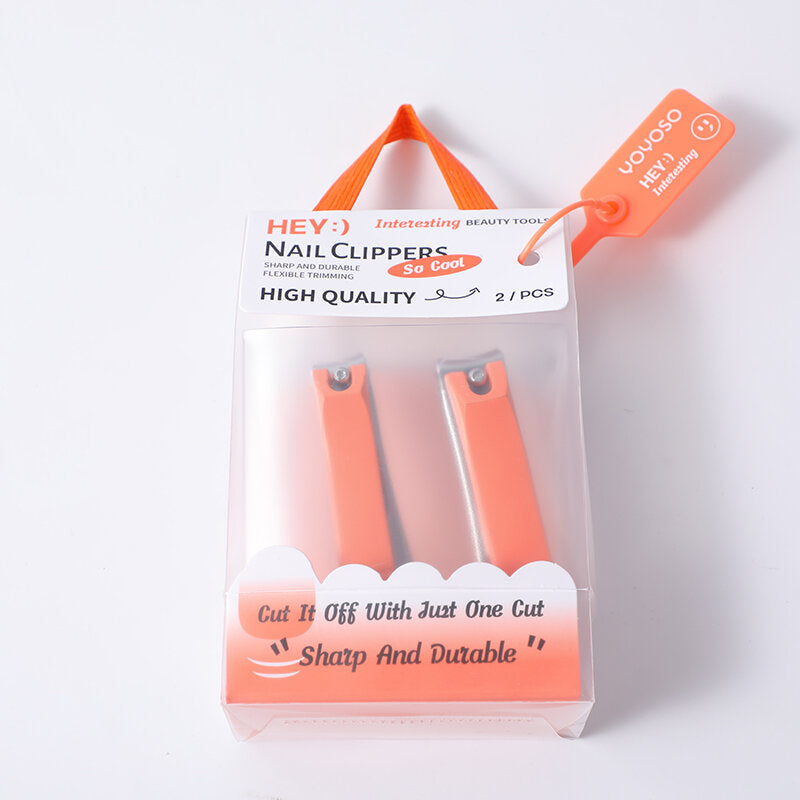 YOYOSO
HEY:)
Interesting
HEY:) Interesting BEAUTY TOOLS
NAIL CLIPPERS
SHARP AND DURABLE
So Cool
FLEXIBLE TRIMMING
HIGH QUALITY 2 / PCS
Cut It Off With Just One Cut
"Sharp And Durable"